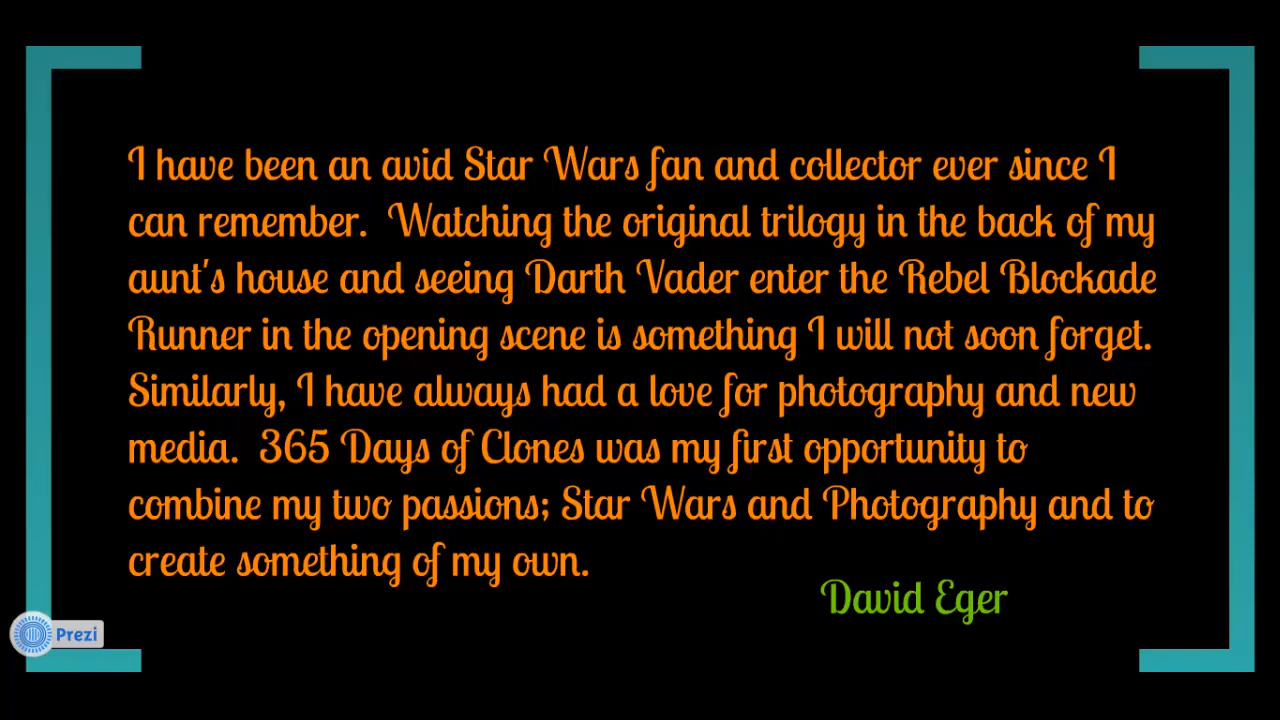 I have been an avid Star Wars fan and collector ever since I
can remember.  Watching the original trilogy in the back of my
aunt's house and seeing Darth Vader enter the Rebel Blockade
Runner in the opening scene is something I will not soon forget.
Similarly, I have always had a love for photography and new
media.  365 Days of Clones was my first opportunity to
combine my two passions; Star Wars and Photography and to
create something of my own.
David Eger
Prezi